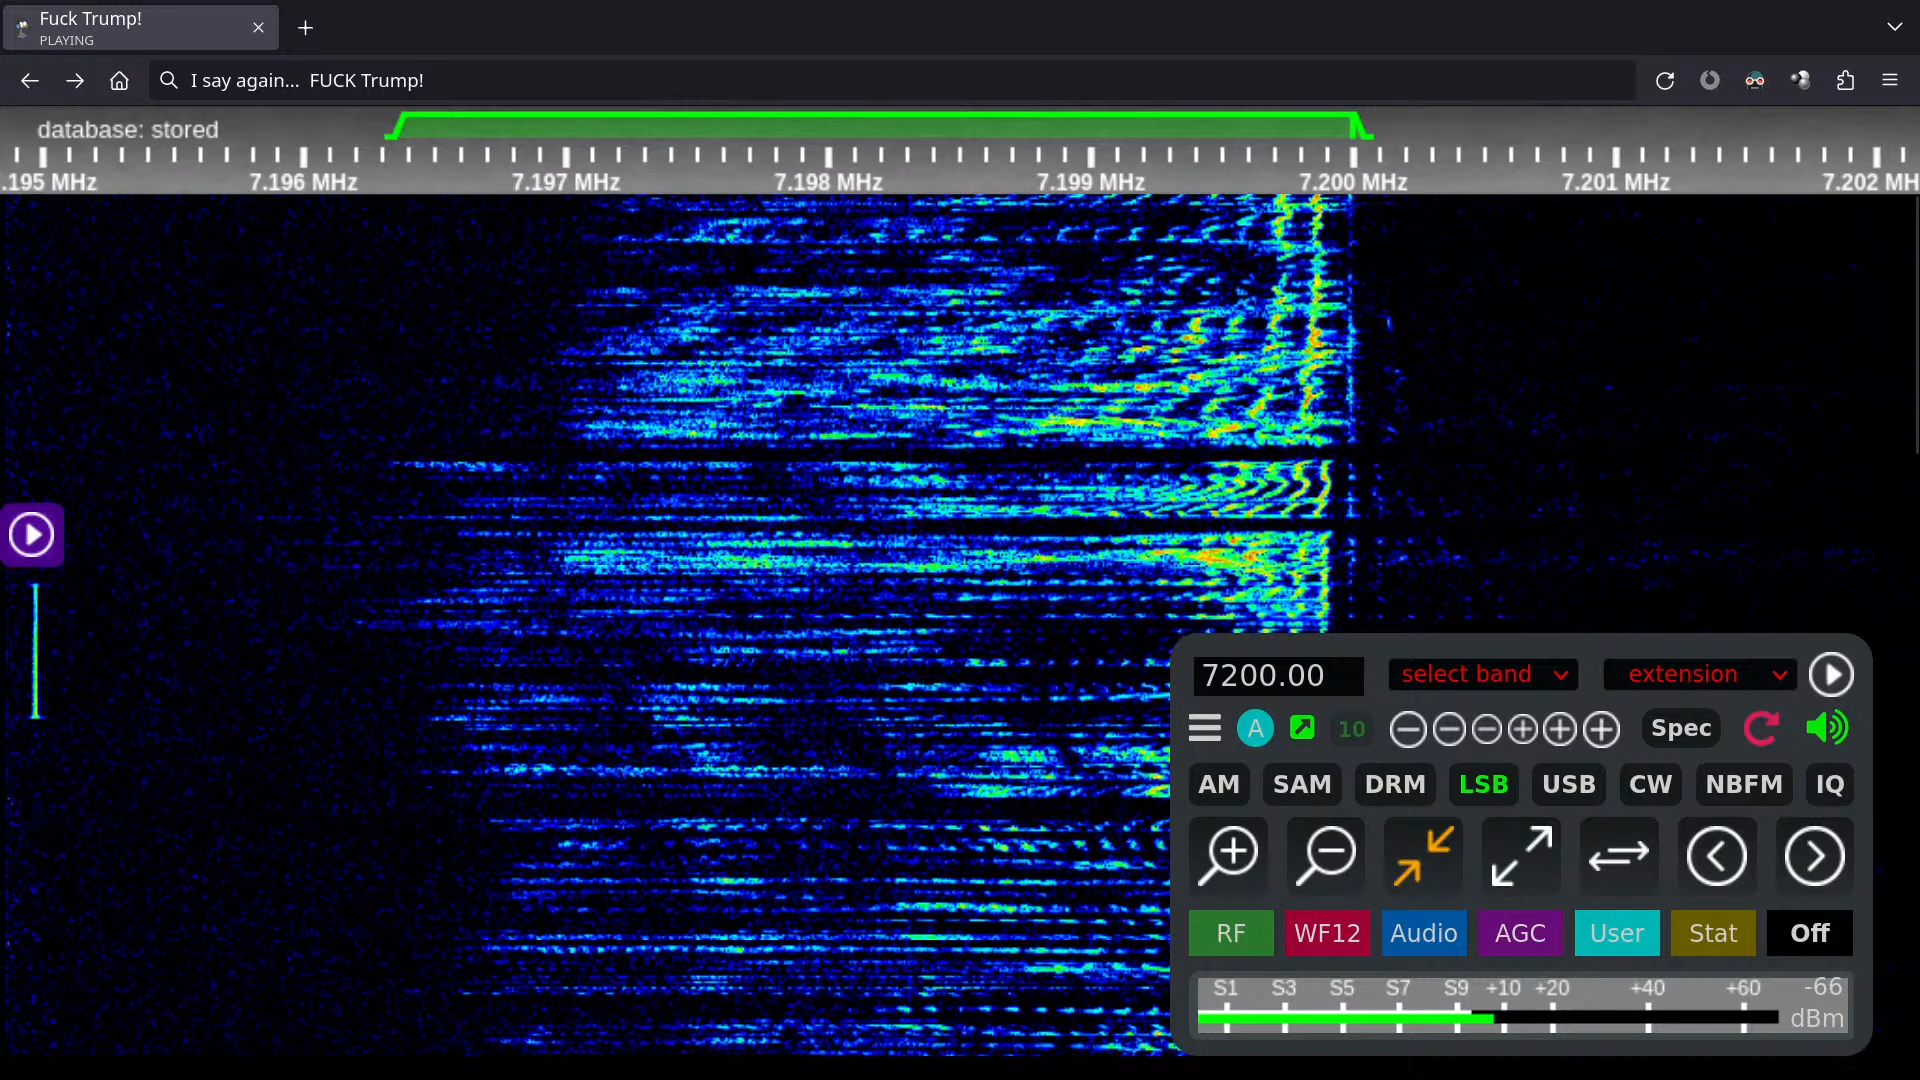 Fuck Trump!
PLAYING
I say again... FUCK Trump!
database: stored
.195 MHz 7.196 MHz 7.197 MHz 7.198 MHz 7.199 MHz 7.200 MHz 7.201 MHz 7.202 MH
7200.00 select band extension
A 10 Spec
AM SAM DRM LSB USB CW NBFM IQ
RF WF12 Audio AGC User Stat Off
S1 S3 S5 S7 S9 +10 +20 +40 +60 -66
dBm